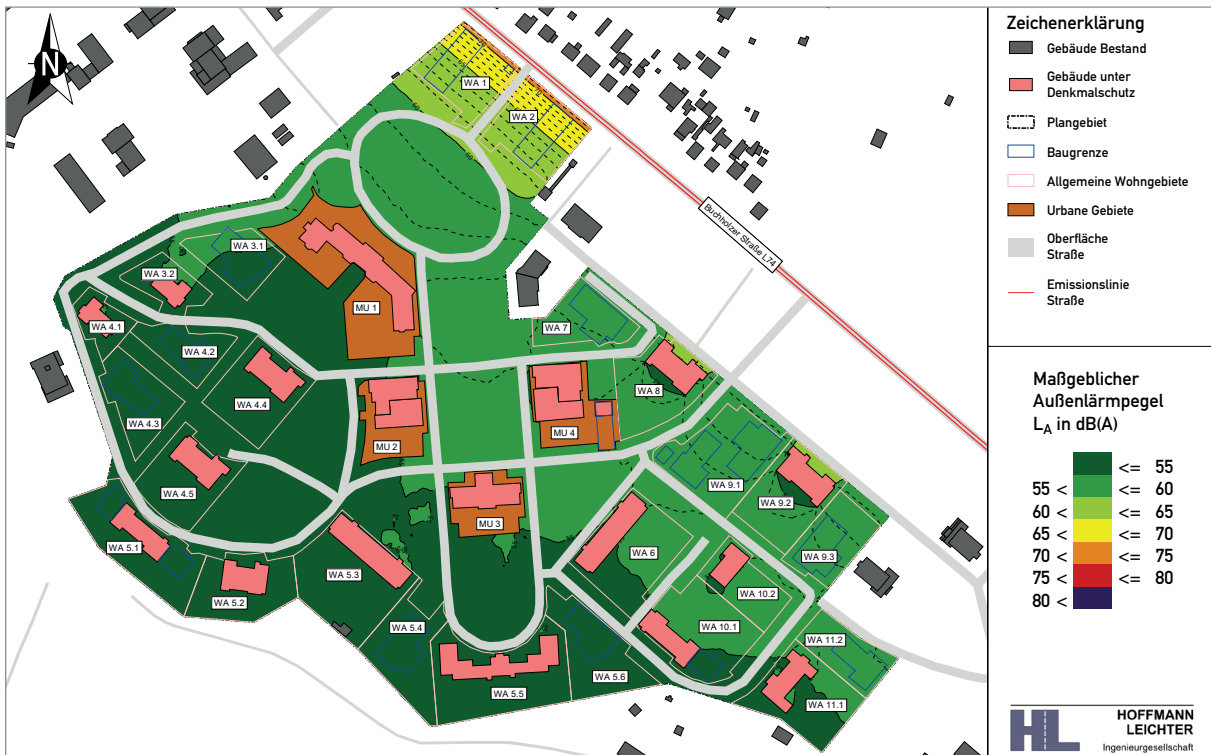 N
WA 1
WA 2
Buchholzer Straße L74
WA 3.1
WA 3.2
MU 1
WA 4.1
WA 4.2
WA 7
WA 8
WA 4.4
WA 4.3
MU 2
MU 4
WA 4.5
WA 9.1
WA 9.2
MU 3
WA 5.1
WA 5.3
WA 6
WA 9.3
WA 5.2
WA 10.2
WA 5.4
WA 10.1
WA 11.2
WA 5.6
WA 5.5
WA 11.1
Zeichenerklärung
Gebäude Bestand
Gebäude unter
Denkmalschutz
Plangebiet
Baugrenze
Allgemeine Wohngebiete
Urbane Gebiete
Oberfläche
Straße
Emissionslinie
Straße
Maßgeblicher
Außenlärmpegel
LA in dB(A)
<= 55
55 < <= 60
60 < <= 65
65 < <= 70
70 < <= 75
75 < <= 80
80 <
HL
HOFFMANN
LEICHTER
Ingenieurgesellschaft